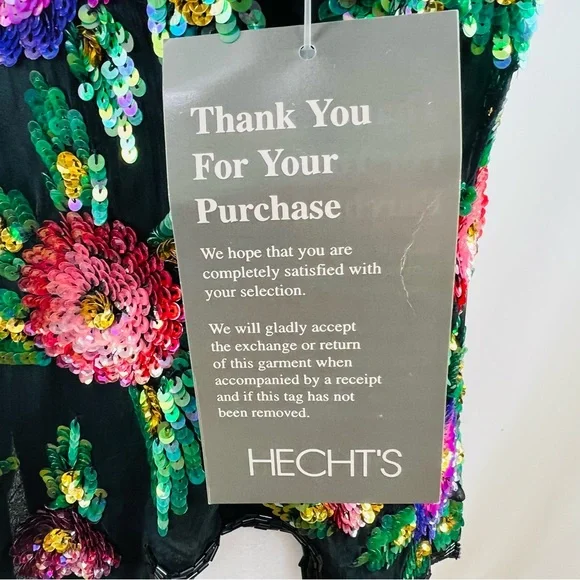 Thank You
For Your
Purchase
We hope that you are
completely satisfied with
your selection.
We will gladly accept
the exchange or return
of this garment when
accompanied by a receipt
and if this tag has not
been removed.
HECHT'S